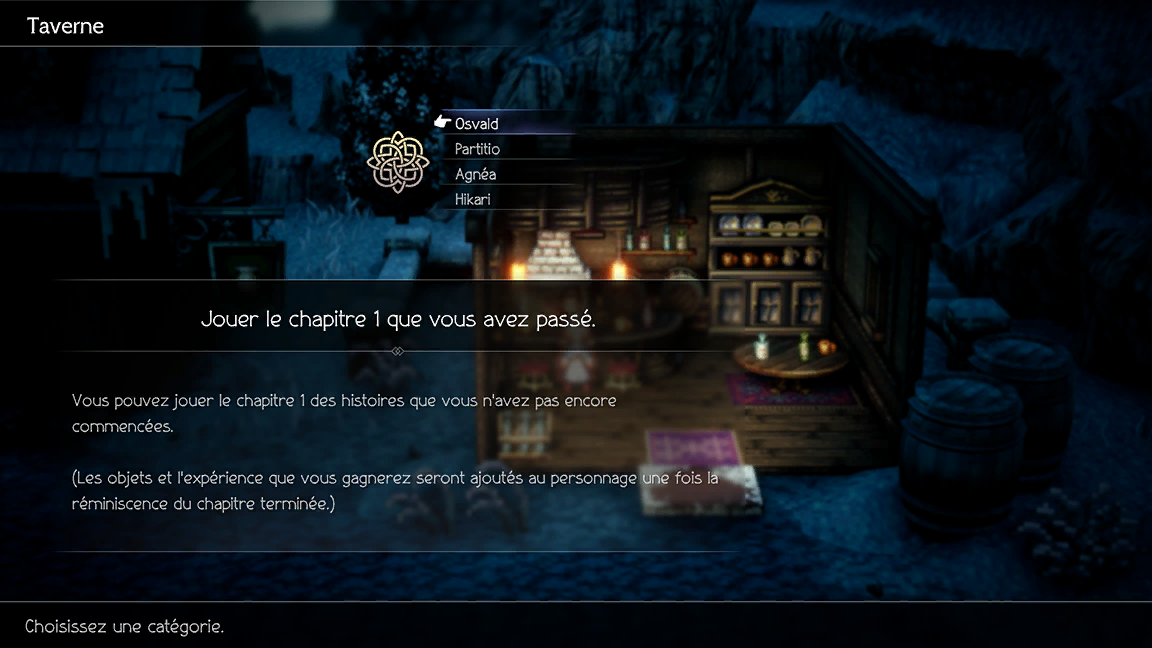 Taverne
Osvald
Partitio
Agnéa
Hikari
Jouer le chapitre 1 que vous avez passé.
Vous pouvez jouer le chapitre 1 des histoires que vous n'avez pas encore
commencées.
(Les objets et l'expérience que vous gagnerez seront ajoutés au personnage une fois la
réminiscence du chapitre terminée.)
Choisissez une catégorie.